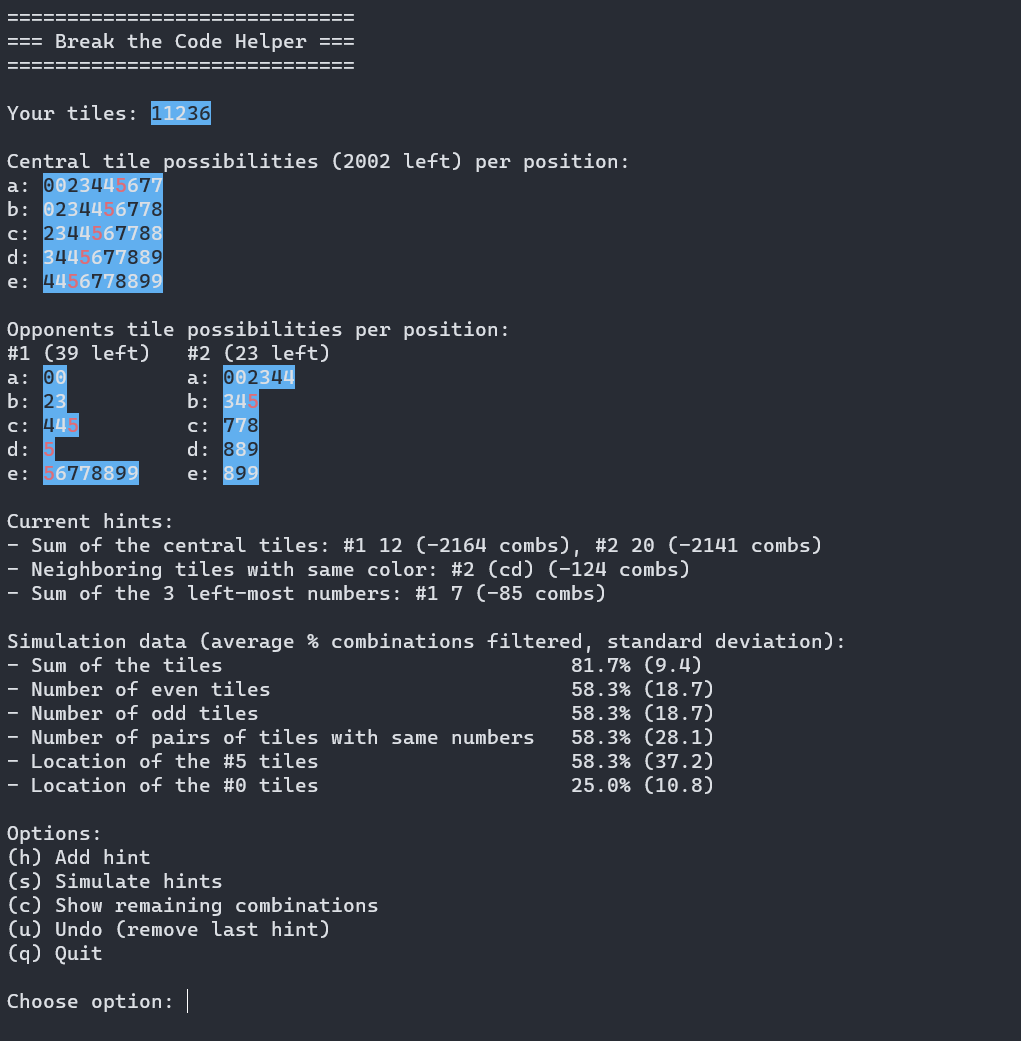 =============================
=== Break the Code Helper ===
=============================
Your tiles: 11236
Central tile possibilities (2002 left) per position:
a: 0023445677
b: 0234456778
c: 2344567788
d: 3445677889
e: 4456778899
Opponents tile possibilities per position:
#1 (39 left)   #2 (23 left)
a: 00          a: 002344
b: 23          b: 345
c: 445         c: 778
d: 5           d: 889
e: 56778899    e: 899
Current hints:
- Sum of the central tiles: #1 12 (-2164 combs), #2 20 (-2141 combs)
- Neighboring tiles with same color: #2 (cd) (-124 combs)
- Sum of the 3 left-most numbers: #1 7 (-85 combs)
Simulation data (average % combinations filtered, standard deviation):
- Sum of the tiles                             81.7% (9.4)
- Number of even tiles                         58.3% (18.7)
- Number of odd tiles                          58.3% (18.7)
- Number of pairs of tiles with same numbers   58.3% (28.1)
- Location of the #5 tiles                     58.3% (37.2)
- Location of the #0 tiles                     25.0% (10.8)
Options:
(h) Add hint
(s) Simulate hints
(c) Show remaining combinations
(u) Undo (remove last hint)
(q) Quit
Choose option: